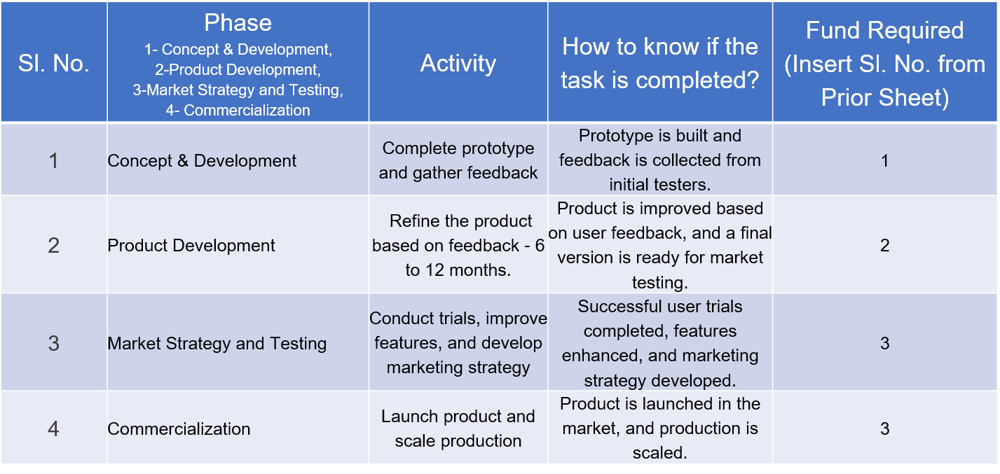 Sl. No.
Phase
1- Concept & Development,
2-Product Development,
3-Market Strategy and Testing,
4- Commercialization
Activity
How to know if the
task is completed?
Fund Required
(Insert Sl. No. from
Prior Sheet)
1
Concept & Development
Complete prototype
and gather feedback
Prototype is built and
feedback is collected from
initial testers.
1
2
Product Development
Refine the product
based on feedback - 6
to 12 months.
Product is improved based
on user feedback, and a final
version is ready for market
testing.
2
3
Market Strategy and Testing
Conduct trials, improve
features, and develop
marketing strategy
Successful user trials
completed, features
enhanced, and marketing
strategy developed.
3
4
Commercialization
Launch product and
scale production
Product is launched in the
market, and production is
scaled.
3